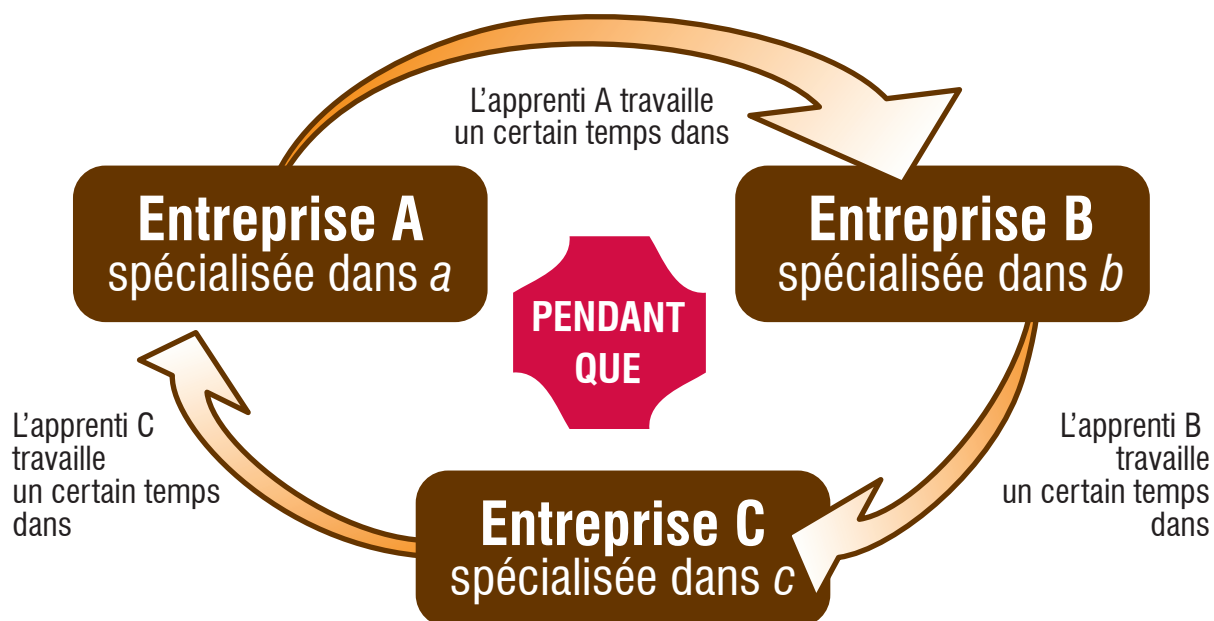 L'apprenti A travaille
un certain temps dans
Entreprise A
spécialisée dans a
Entreprise B
spécialisée dans b
PENDANT
QUE
L'apprenti C
travaille
un certain temps
dans
L'apprenti B
travaille
un certain temps
dans
Entreprise C
spécialisée dans c